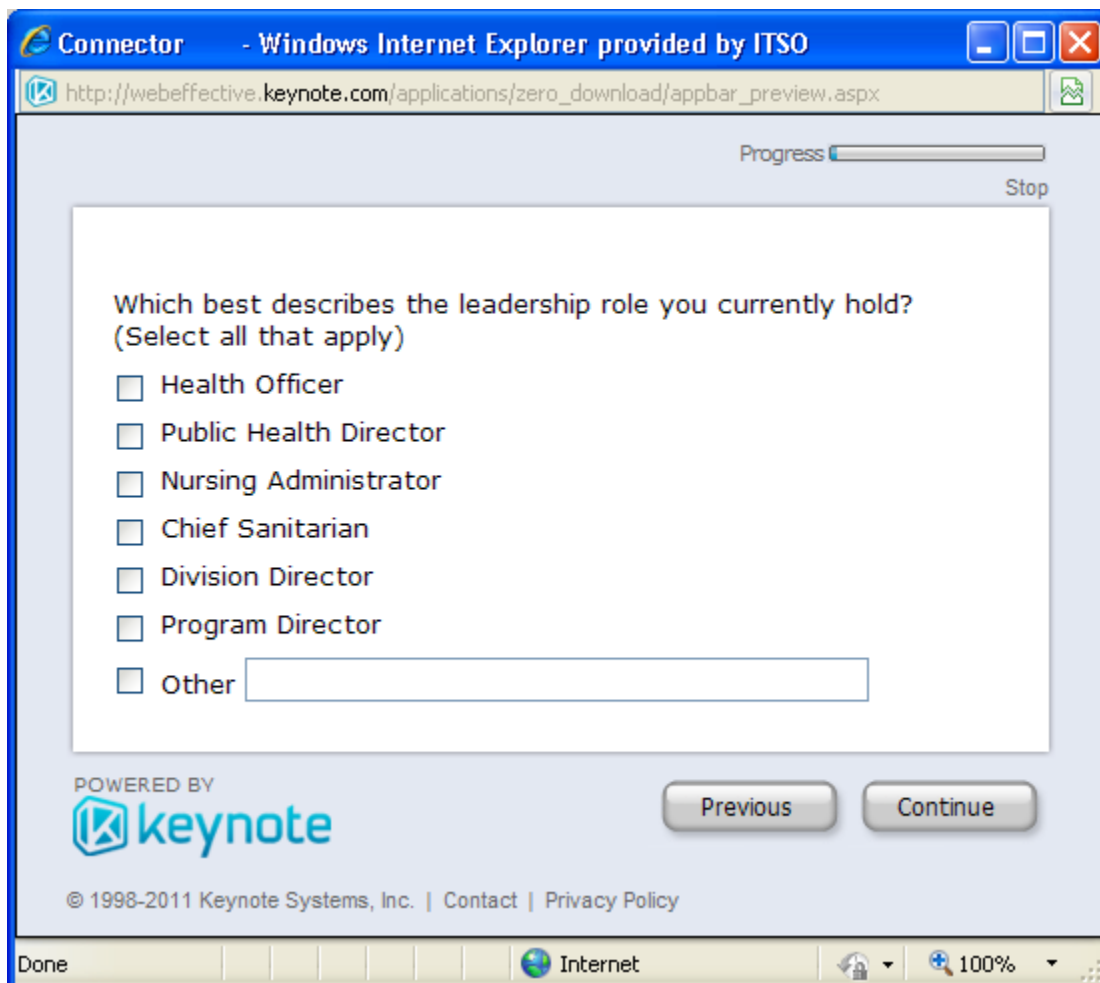 Connector - Windows Internet Explorer provided by ITSO
http://webeffective.keynote.com/applications/zero_download/appbar_preview.aspx
Progress
Stop
Which best describes the leadership role you currently hold?
(Select all that apply)
Health Officer
Public Health Director
Nursing Administrator
Chief Sanitarian
Division Director
Program Director
Other
POWERED BY
keynote
Previous Continue
© 1998-2011 Keynote Systems, Inc. | Contact | Privacy Policy
Done Internet 100%